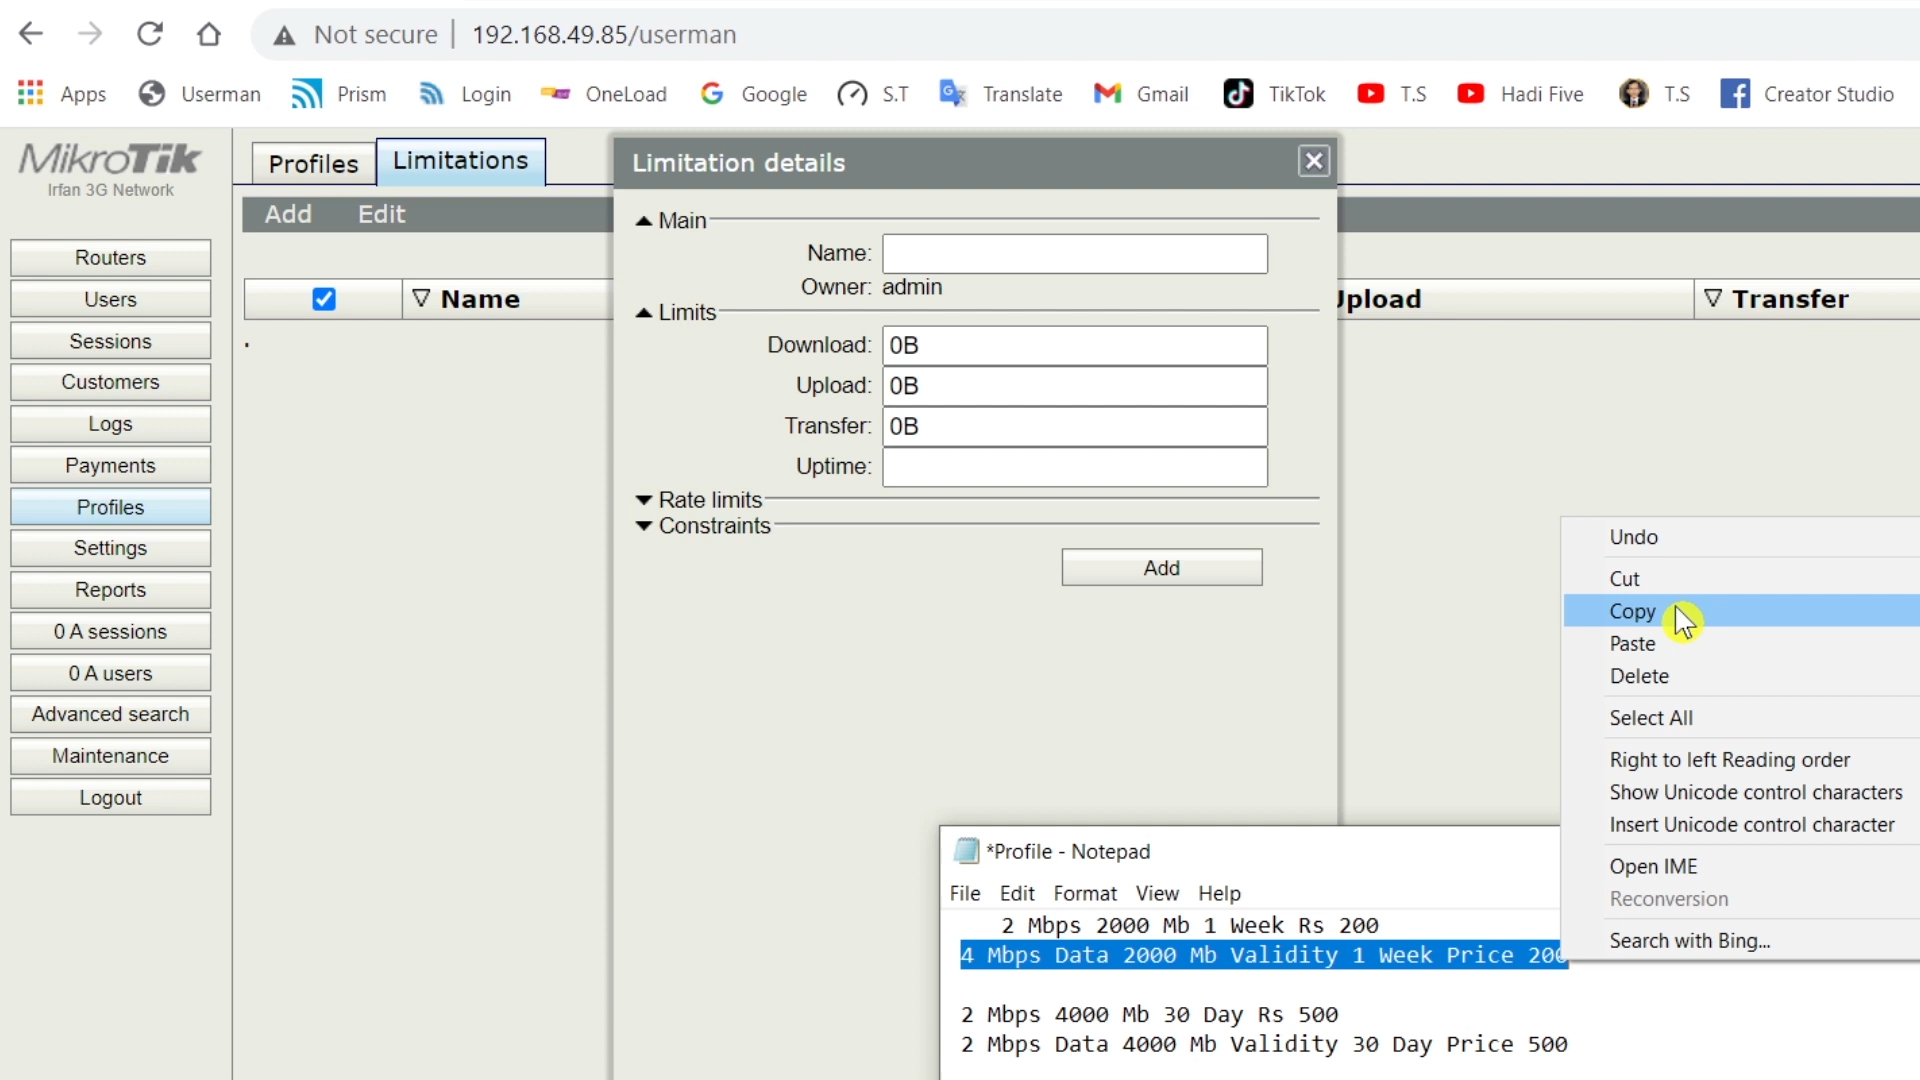 Not secure | 192.168.49.85/userman
Apps Userman Prism Login OneLoad Google S.T Translate Gmail TikTok T.S Hadi Five T.S Creator Studio
MikroTik
Irfan 3G Network
Routers
Users
Sessions
Customers
Logs
Payments
Profiles
Settings
Reports
0 A sessions
0 A users
Advanced search
Maintenance
Logout
Profiles Limitations
Add Edit
Name Upload Transfer
Limitation details
Main
Name:
Owner: admin
Limits
Download: 0B
Upload: 0B
Transfer: 0B
Uptime:
Rate limits
Constraints
Add
*Profile - Notepad
File Edit Format View Help
2 Mbps 2000 Mb 1 Week Rs 200
4 Mbps Data 2000 Mb Validity 1 Week Price 200
2 Mbps 4000 Mb 30 Day Rs 500
2 Mbps Data 4000 Mb Validity 30 Day Price 500
Undo
Cut
Copy
Paste
Delete
Select All
Right to left Reading order
Show Unicode control characters
Insert Unicode control character
Open IME
Reconversion
Search with Bing...